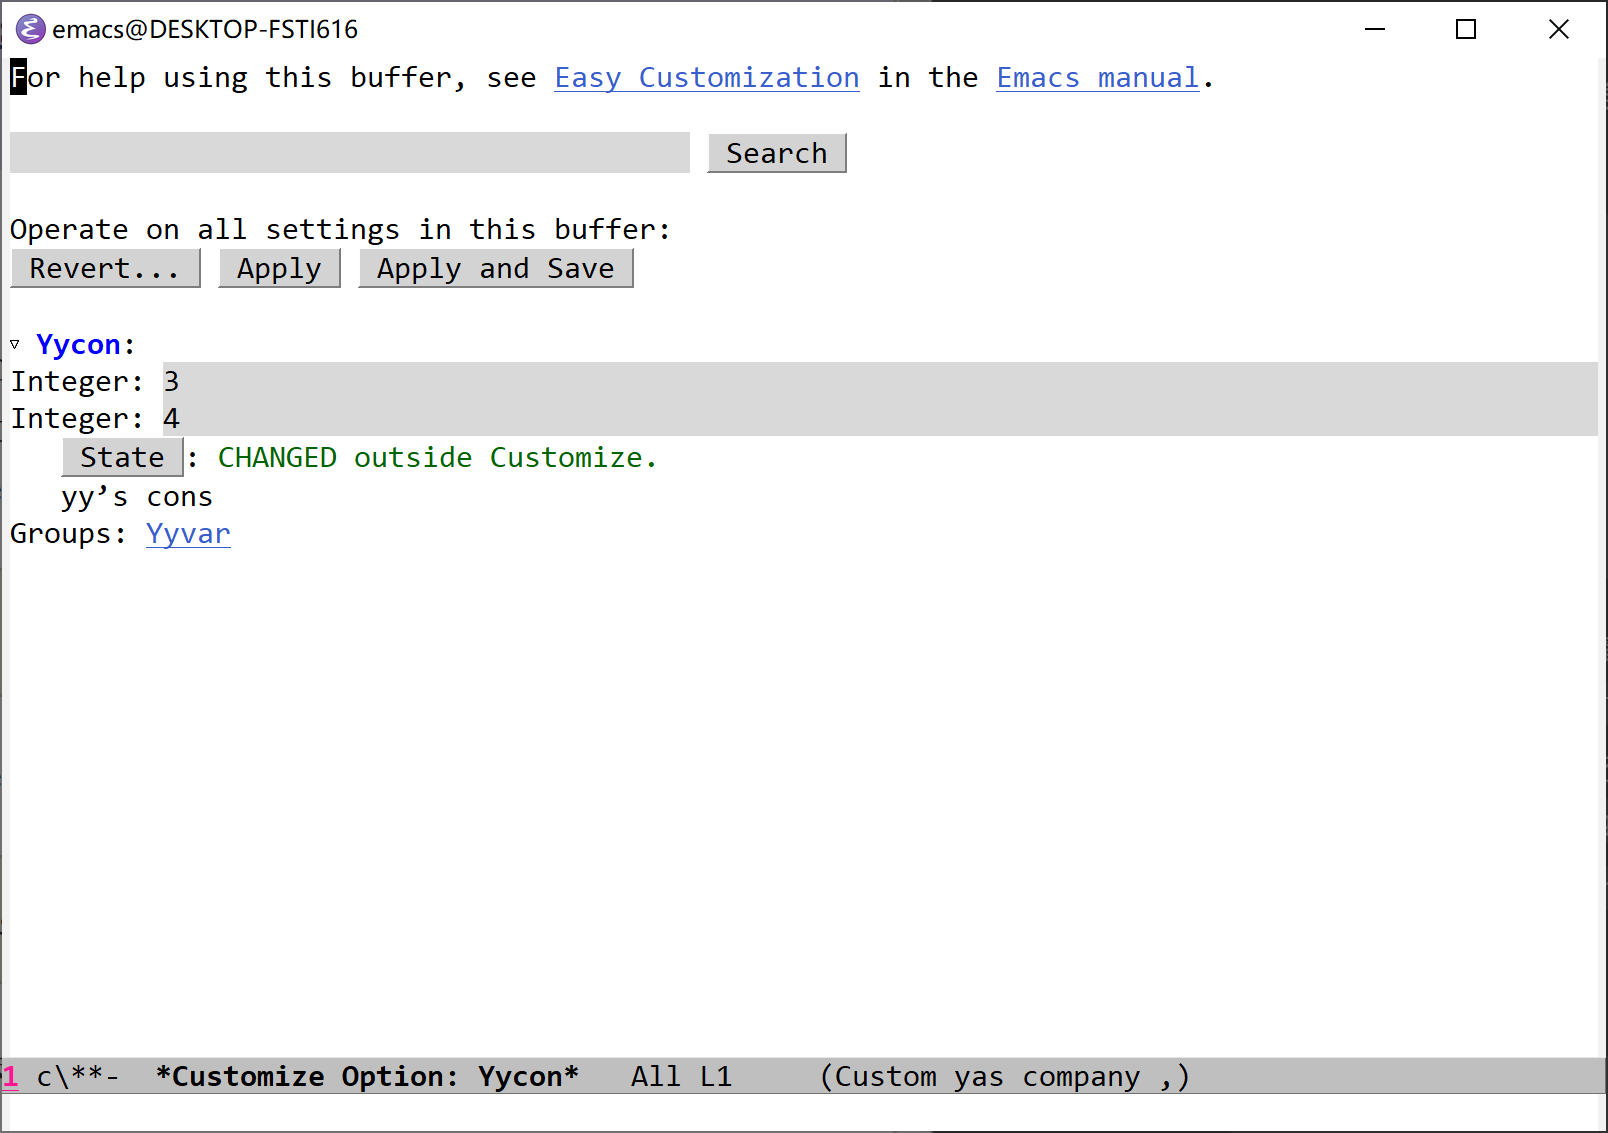 emacs@DESKTOP-FSTI616
For help using this buffer, see Easy Customization in the Emacs manual.
Search
Operate on all settings in this buffer:
Revert... Apply Apply and Save
▿ Yycon:
Integer: 3
Integer: 4
State : CHANGED outside Customize.
yy’s cons
Groups: Yyvar
1 c\**-  *Customize Option: Yycon*   All L1     (Custom yas company ,)